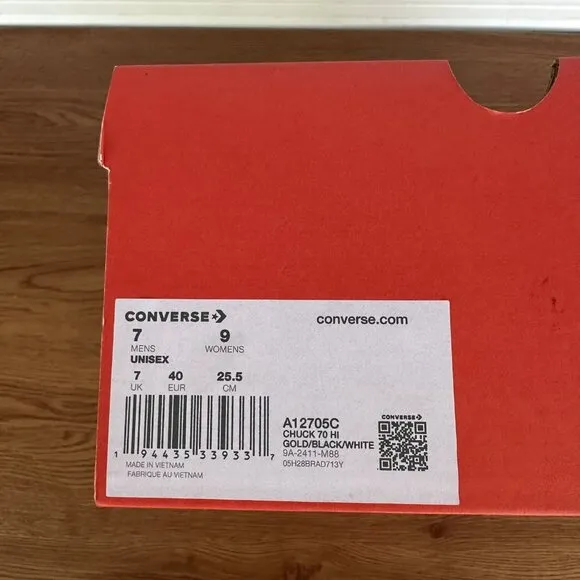 CONVERSE
converse.com
7 9
MENS WOMENS
UNISEX
7 40 25.5
UK EUR CM
1 94435 33933 7
MADE IN VIETNAM
FABRIQUE AU VIETNAM
A12705C
CHUCK 70 HI
GOLD/BLACK/WHITE
9A-2411-M88
05H28BRAD713Y
CONVERSE